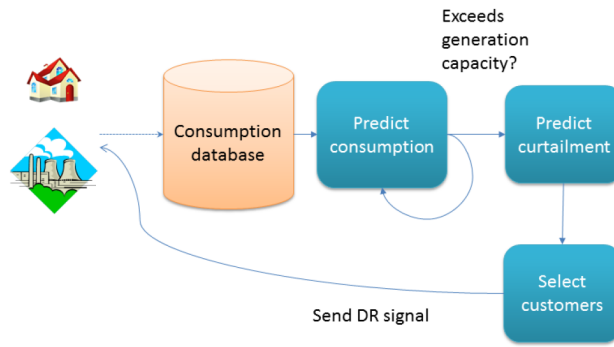 Exceeds
generation
capacity?
Consumption
database
Predict
consumption
Predict
curtailment
Select
customers
Send DR signal